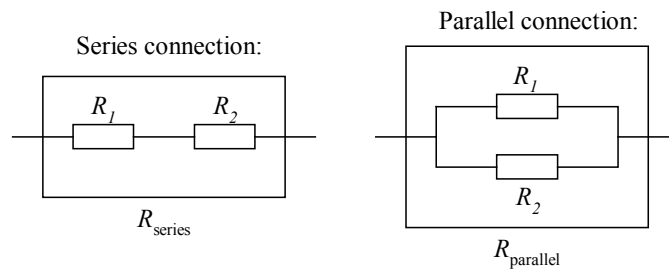 Series connection:
R1 R2
Rseries
Parallel connection:
R1
R2
Rparallel